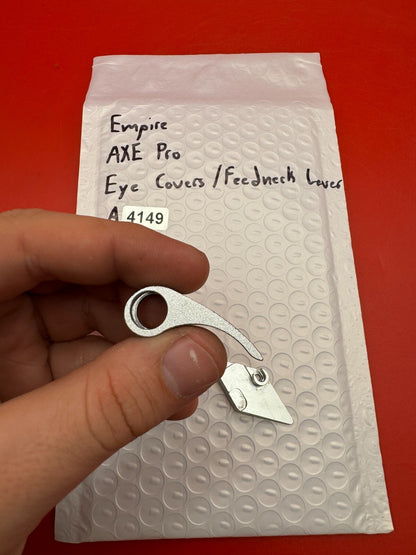 Empire
AXE Pro
Eye Covers/Feedneck Lever
A 4149